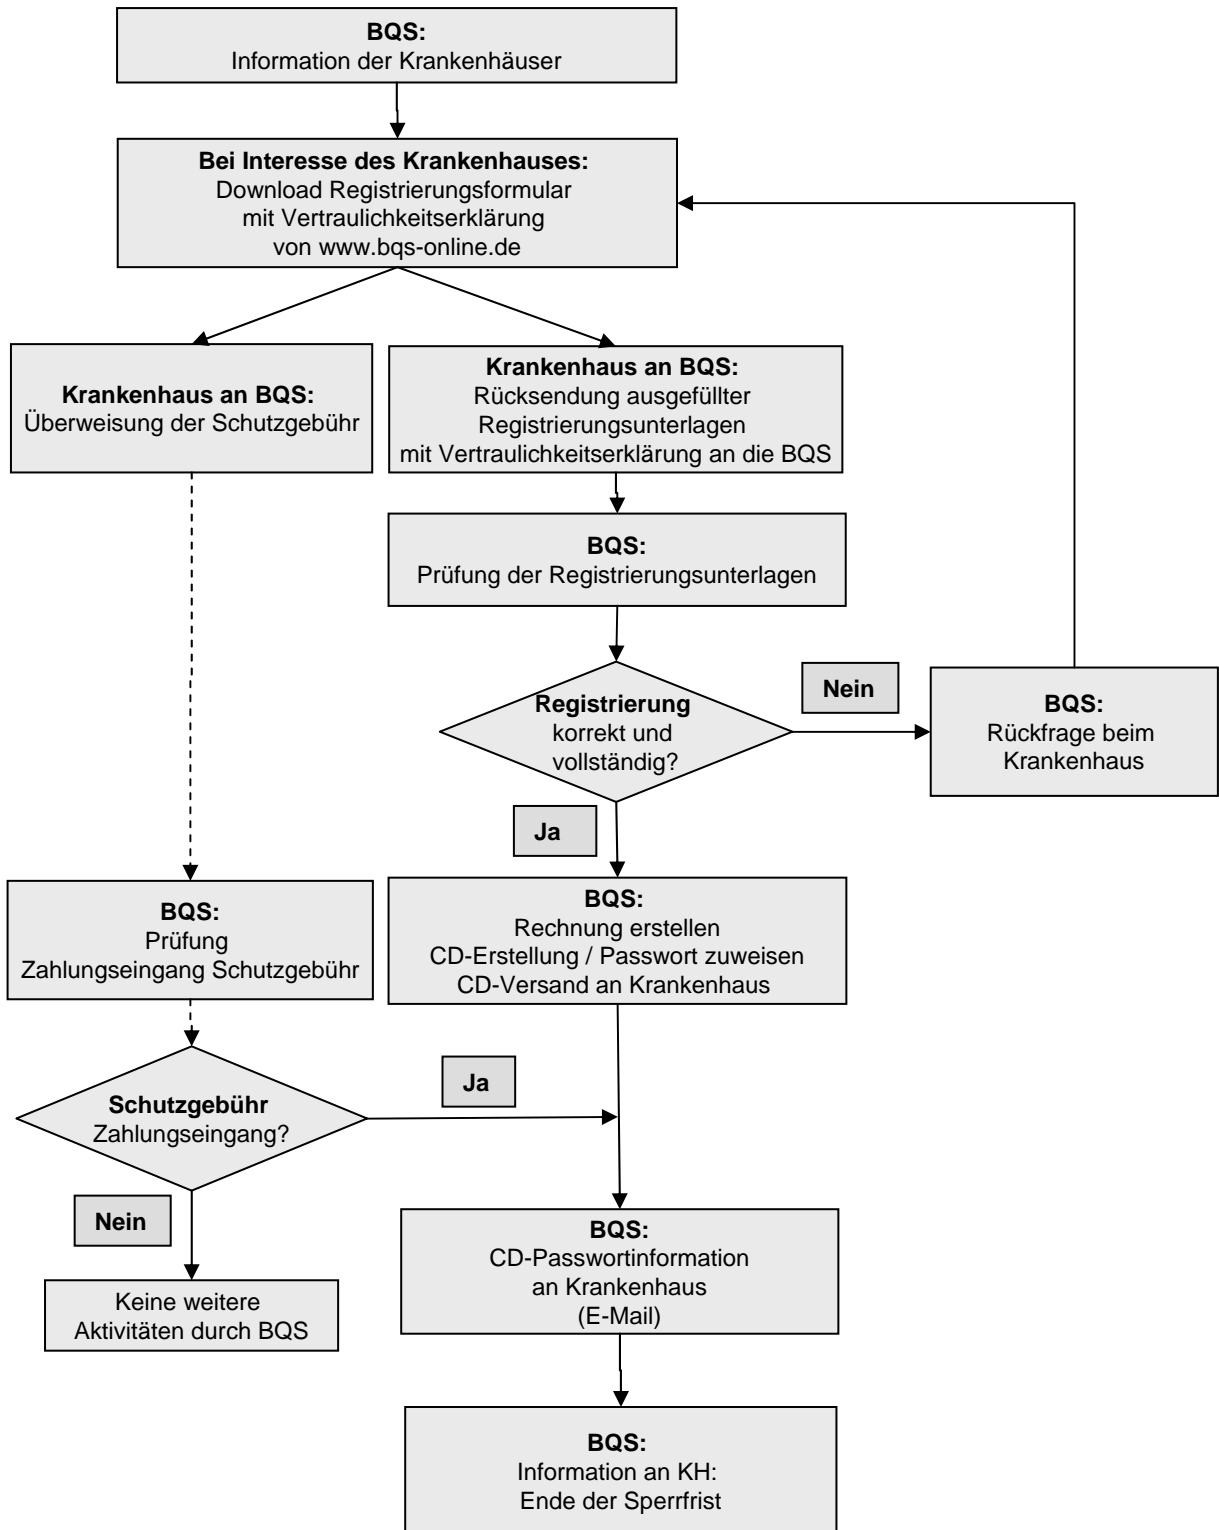 BQS:
Information der Krankenhäuser
Bei Interesse des Krankenhauses:
Download Registrierungsformular
mit Vertraulichkeitserklärung
von www.bqs-online.de
Krankenhaus an BQS:
Überweisung der Schutzgebühr
Krankenhaus an BQS:
Rücksendung ausgefüllter
Registrierungsunterlagen
mit Vertraulichkeitserklärung an die BQS
BQS:
Prüfung der Registrierungsunterlagen
Registrierung
korrekt und
vollständig?
Nein
BQS:
Rückfrage beim
Krankenhaus
Ja
BQS:
Prüfung
Zahlungseingang Schutzgebühr
BQS:
Rechnung erstellen
CD-Erstellung / Passwort zuweisen
CD-Versand an Krankenhaus
Schutzgebühr
Zahlungseingang?
Ja
Nein
Keine weitere
Aktivitäten durch BQS
BQS:
CD-Passwortinformation
an Krankenhaus
(E-Mail)
BQS:
Information an KH:
Ende der Sperrfrist